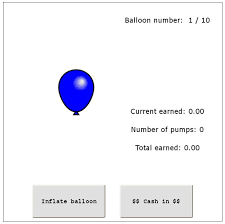 Balloon number: 1 / 10
Current earned: 0.00
Number of pumps: 0
Total earned: 0.00
Inflate balloon
$$ Cash in $$